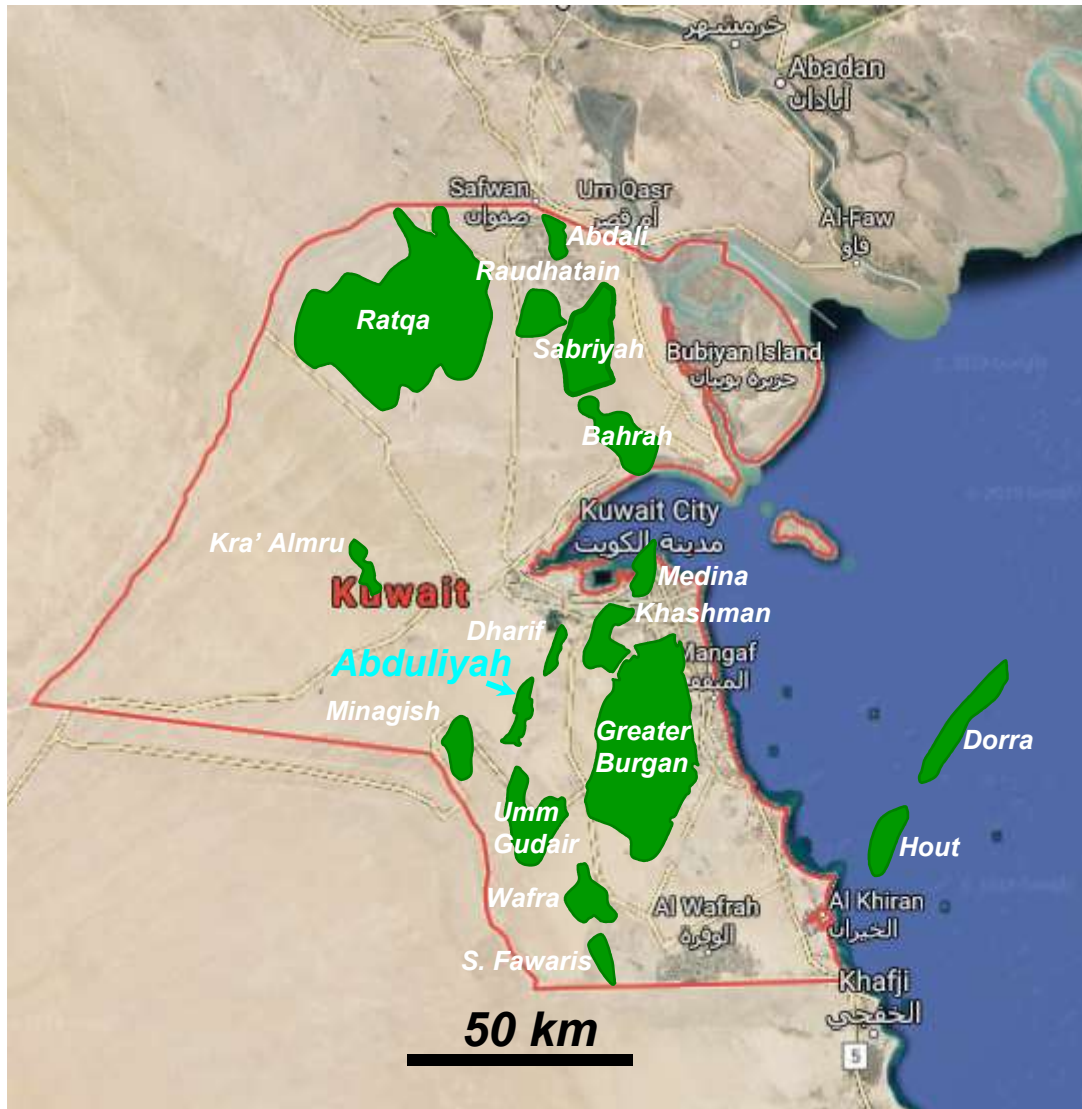 خرمشهر
Abadan
آبادان
Safwan
صفوان
Um Qasr
أم قصر
Al-Faw
فاو
Abdali
Raudhatain
Ratqa
Sabriyah
Bubiyan Island
جزيرة بوبيان
Bahrah
Kuwait City
مدينة الكويت
Kra' Almru
Medina
Kuwait
Khashman
Dharif
Mangaf
المنقف
Abduliyah
Minagish
Greater
Burgan
Dorra
Umm
Gudair
Hout
Wafra
Al Wafrah
الوفرة
Al Khiran
الخيران
S. Fawaris
Khafji
الخفجي
50 km
5